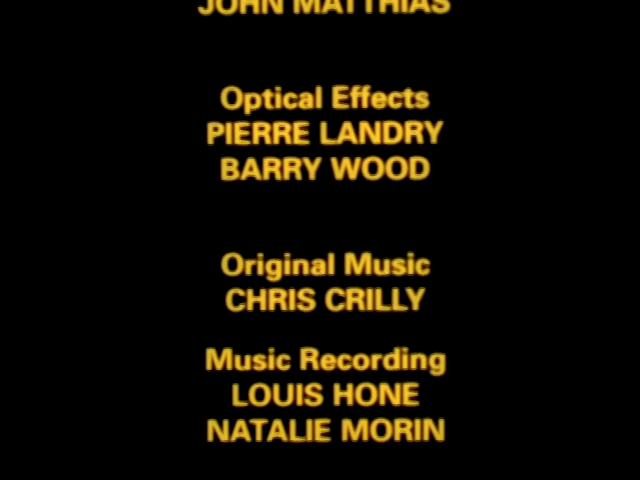 JOHN MATTHIAS
Optical Effects
PIERRE LANDRY
BARRY WOOD
Original Music
CHRIS CRILLY
Music Recording
LOUIS HONE
NATALIE MORIN